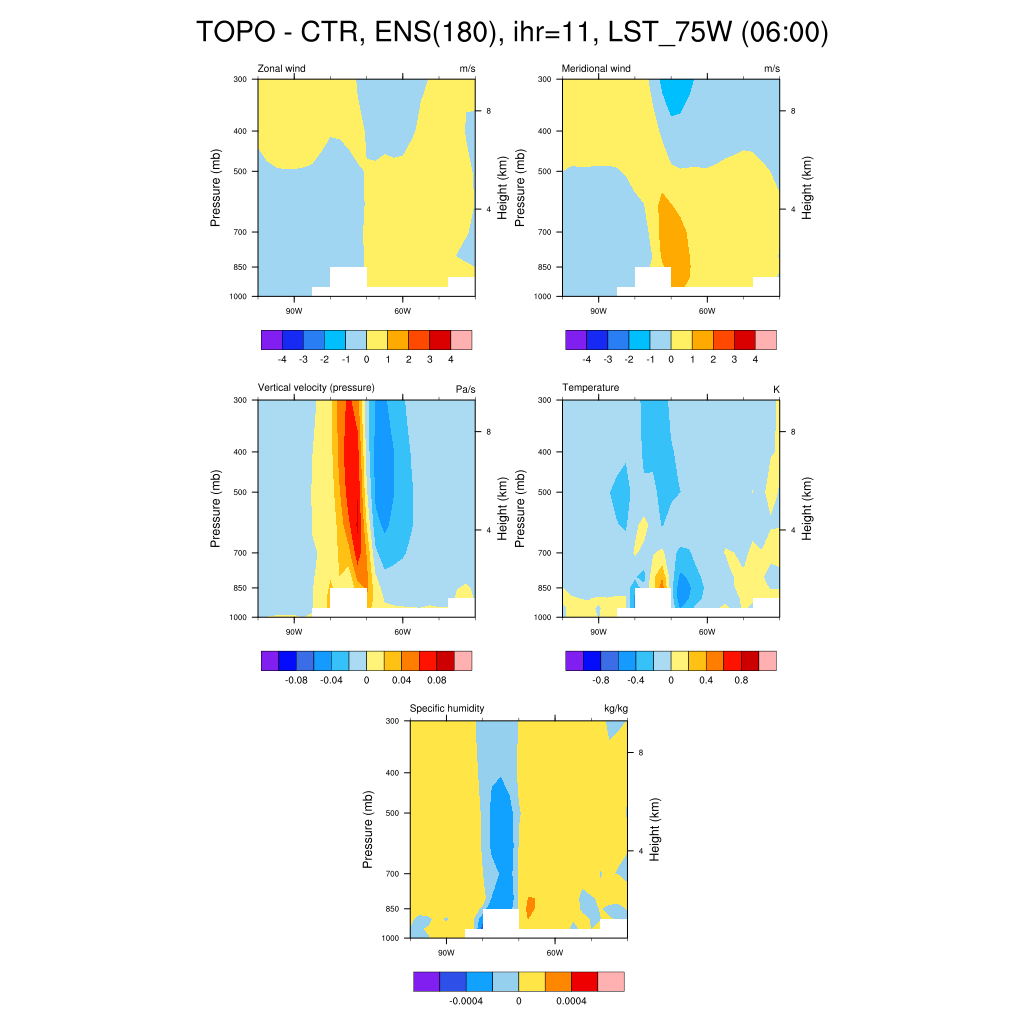 TOPO - CTR, ENS(180), ihr=11, LST_75W (06:00)
Zonal wind m/s
Pressure (mb)
300
400
500
700
850
1000
90W 60W
8
4
Height (km)
-4 -3 -2 -1 0 1 2 3 4
Meridional wind m/s
Pressure (mb)
300
400
500
700
850
1000
90W 60W
8
4
Height (km)
-4 -3 -2 -1 0 1 2 3 4
Vertical velocity (pressure) Pa/s
Pressure (mb)
300
400
500
700
850
1000
90W 60W
8
4
Height (km)
-0.08 -0.04 0 0.04 0.08
Temperature K
Pressure (mb)
300
400
500
700
850
1000
90W 60W
8
4
Height (km)
-0.8 -0.4 0 0.4 0.8
Specific humidity kg/kg
Pressure (mb)
300
400
500
700
850
1000
90W 60W
8
4
Height (km)
-0.0004 0 0.0004